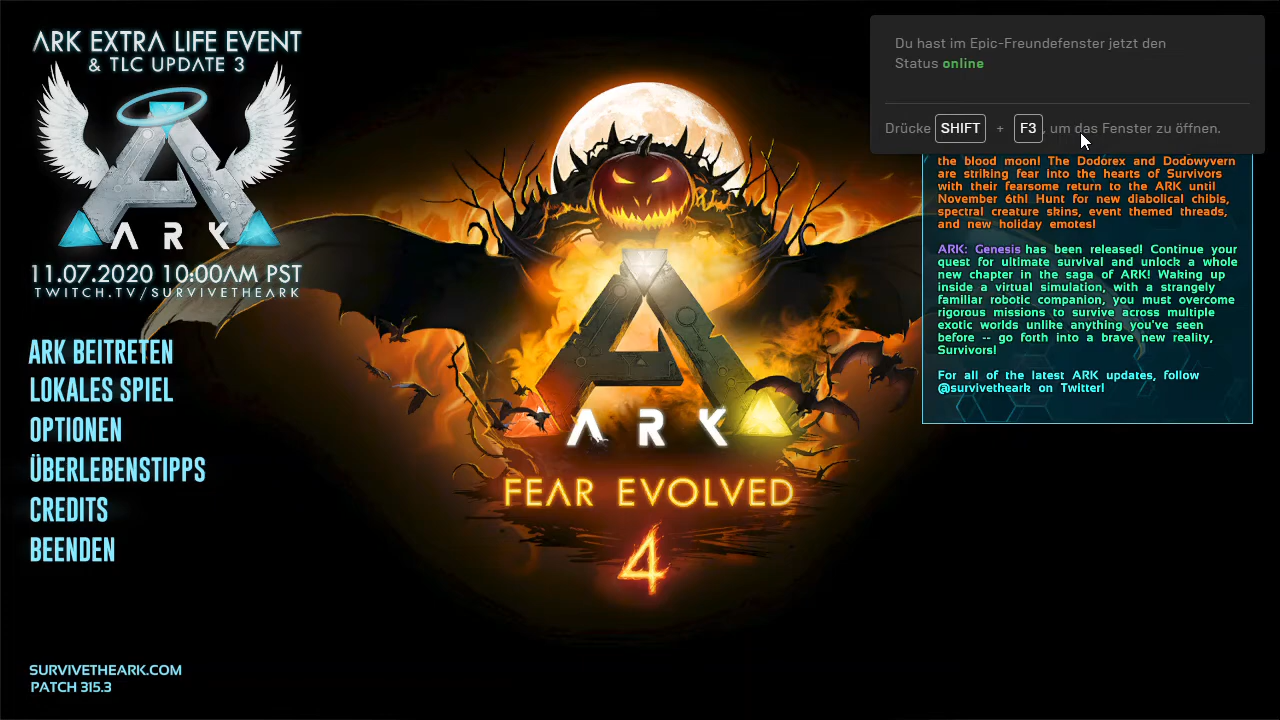 ARK EXTRA LIFE EVENT
& TLC UPDATE 3
ARK
11.07.2020 10:00AM PST
TWITCH.TV/SURVIVETHEARK
ARK BEITRETEN
LOKALES SPIEL
OPTIONEN
ÜBERLEBENSTIPPS
CREDITS
BEENDEN
SURVIVETHEARK.COM
PATCH 315.3
ARK
FEAR EVOLVED
4
Du hast im Epic-Freundefenster jetzt den
Status online
Drücke SHIFT + F3, um das Fenster zu öffnen.
the blood moon! The Dodorex and Dodowyvern
are striking fear into the hearts of Survivors
with their fearsome return to the ARK until
November 6th! Hunt for new diabolical chibis,
spectral creature skins, event themed threads,
and new holiday emotes!
ARK: Genesis has been released! Continue your
quest for ultimate survival and unlock a whole
new chapter in the saga of ARK! Waking up
inside a virtual simulation, with a strangely
familiar robotic companion, you must overcome
rigorous missions to survive across multiple
exotic worlds unlike anything you've seen
before -- go forth into a brave new reality,
Survivors!
For all of the latest ARK updates, follow
@survivetheark on Twitter!